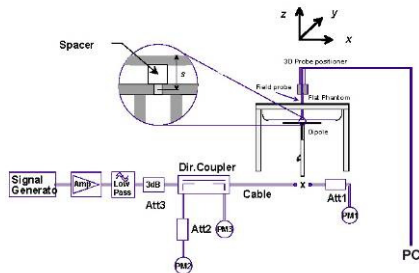 z
y
x
Spacer
s
3D Probe positioner
Field probe
Flat Phantom
Dipole
Signal
Generato
Amp
Low
Pass
3dB
Att3
Dir.Coupler
Cable
x
Att1
PM1
Att2
PM3
PM2
PC